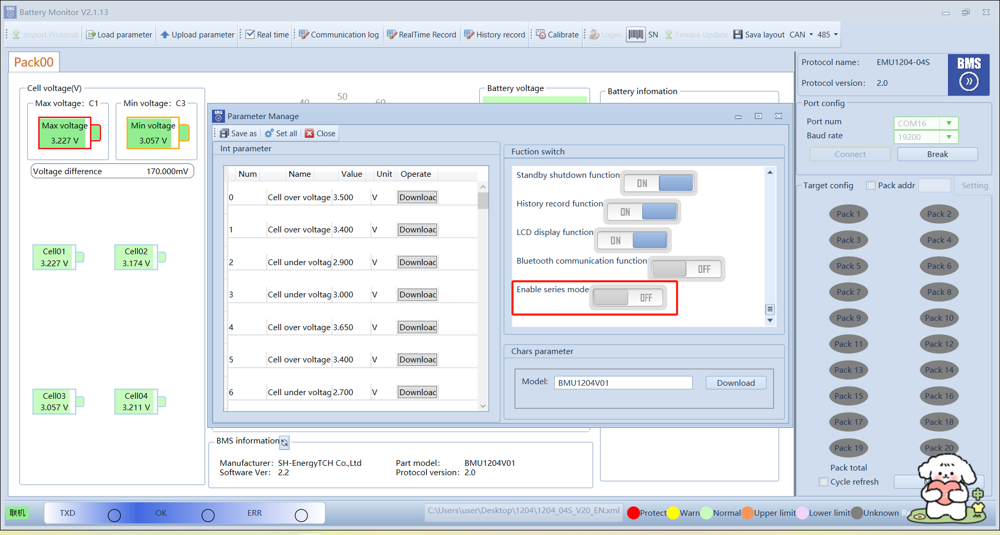 BMS
Battery Monitor V2.1.13
Import Protocol
Load parameter
Upload parameter
Real time
Communication log
RealTime Record
History record
Calibrate
Login
SN
Firware Update
Sava layout
CAN
485
Pack00
Protocol name: EMU1204-04S
Protocol version: 2.0
BMS
Port config
Port num COM16
Baud rate 19200
Connect
Break
Target config
Pack addr
Setting
Pack 1 Pack 2
Pack 3 Pack 4
Pack 5 Pack 6
Pack 7 Pack 8
Pack 9 Pack 10
Pack 11 Pack 12
Pack 13 Pack 14
Pack 15 Pack 16
Pack 17 Pack 18
Pack 19 Pack 20
Pack total
Cycle refresh
中
Cell voltage(V)
Max voltage: C1
Max voltage
3.227 V
Min voltage: C3
Min voltage
3.057 V
Voltage difference 170.000mV
Cell01
3.227 V
Cell02
3.174 V
Cell03
3.057 V
Cell04
3.211 V
40 50 60
Battery voltage
Battery infomation
BMS
Parameter Manage
Save as
Set all
Close
Int parameter
Num Name Value Unit Operate
0 Cell over voltage 3.500 V Downloac
1 Cell over voltage 3.400 V Downloac
2 Cell under voltag 2.900 V Downloac
3 Cell under voltag 3.000 V Downloac
4 Cell over voltage 3.650 V Downloac
5 Cell over voltage 3.400 V Downloac
6 Cell under voltag 2.700 V Downloac
Fuction switch
Standby shutdown function ON
History record function ON
LCD display function ON
Bluetooth communication function OFF
Enable series mode OFF
Chars parameter
Model: BMU1204V01 Download
BMS information
Manufacturer: SH-EnergyTCH Co.,Ltd
Software Ver: 2.2
Part model: BMU1204V01
Protocol version: 2.0
联机
TXD
OK
ERR
C:\Users\user\Desktop\1204\1204_04S_V20_EN.xml
Protect
Warn
Normal
Upper limit
Lower limit
Unknown